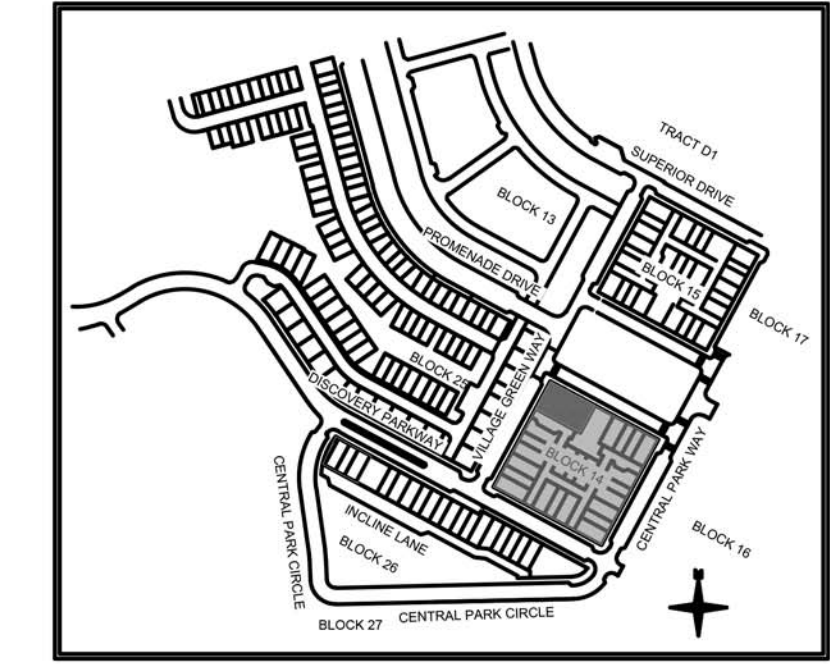 TRACT D1
SUPERIOR DRIVE
BLOCK 13
PROMENADE DRIVE
BLOCK 15
BLOCK 17
VILLAGE GREEN WAY
BLOCK 25
DISCOVERY PARKWAY
BLOCK 14
CENTRAL PARK WAY
CENTRAL PARK CIRCLE
INCLINE LANE
BLOCK 26
BLOCK 16
CENTRAL PARK CIRCLE
BLOCK 27
N